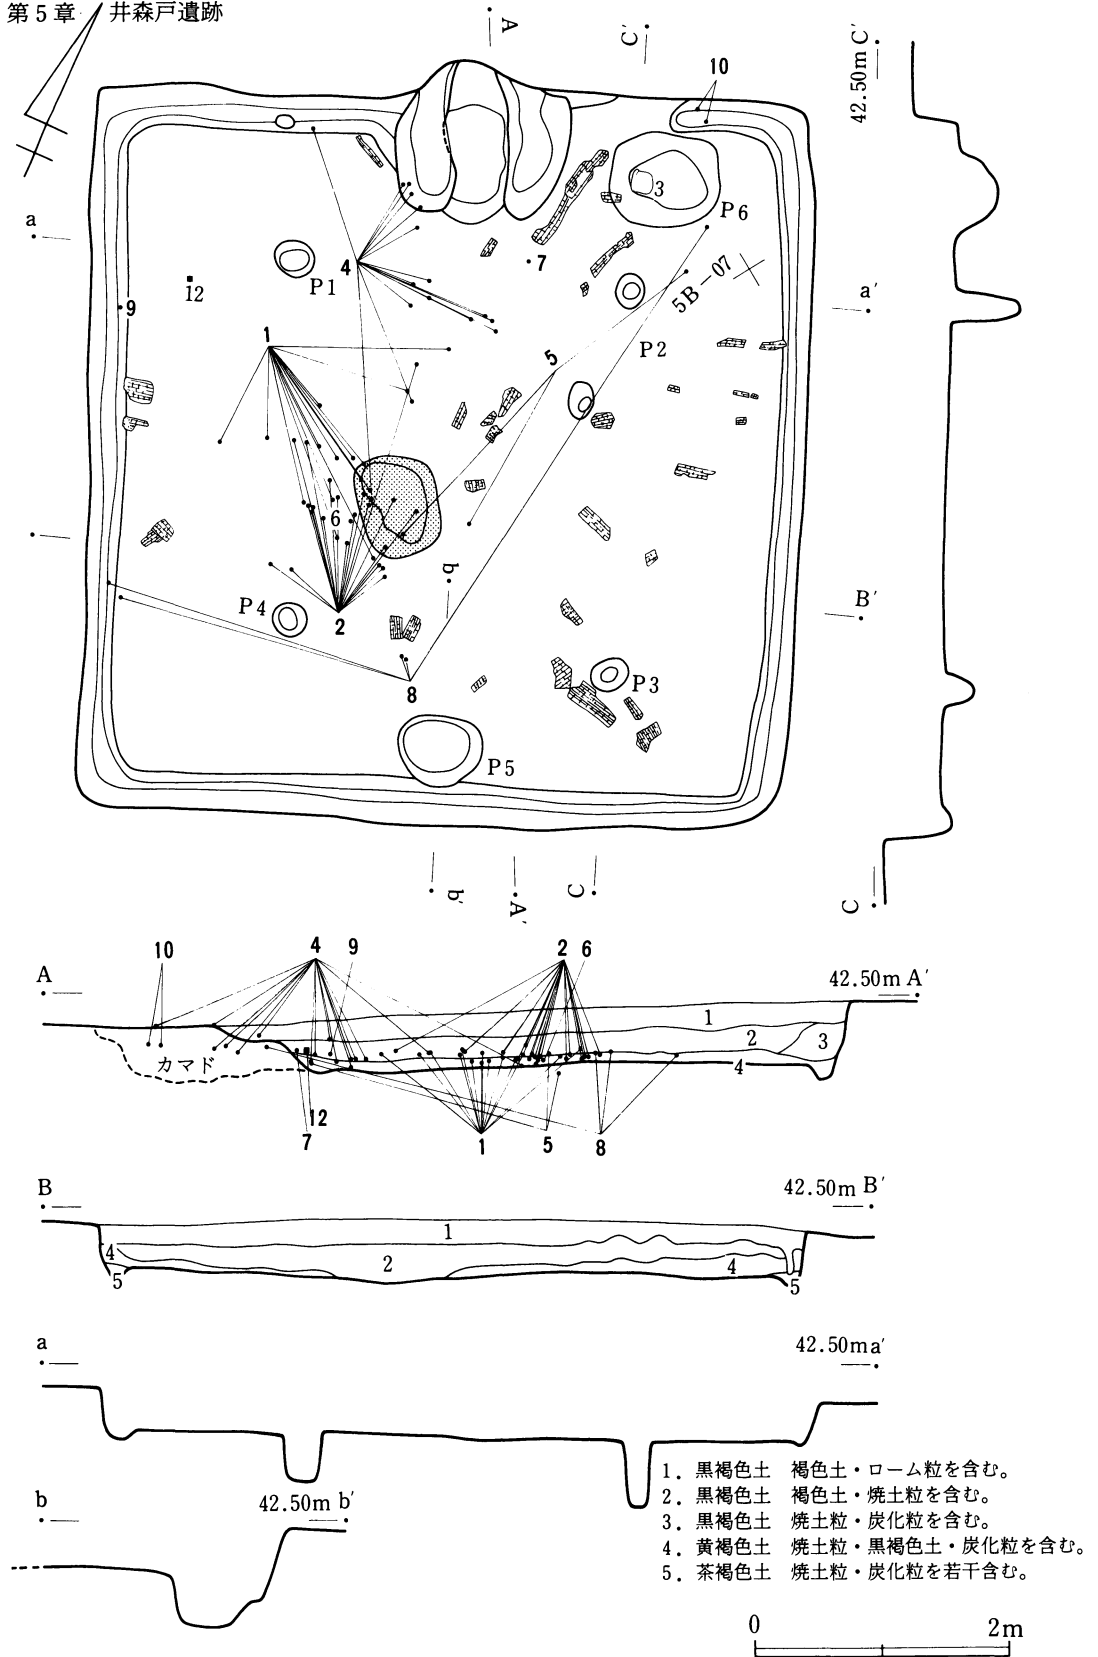 第5章 井森戸遺跡
A
C′
42.50m C′
10
3
P6
a
4
7
5B-07
P1
12
9
a′
1
5
P2
6
b
B′
P4
2
8
P3
P5
b′
A′
C
C
10
4
9
2
6
A
42.50m A′
1
2
3
カマド
4
12
7
1
5
8
B
42.50m B′
1
4
2
4
5
5
a
42.50m a′
b
42.50m b′
1. 黒褐色土 褐色土・ローム粒を含む。
2. 黒褐色土 褐色土・焼土粒を含む。
3. 黒褐色土 焼土粒・炭化粒を含む。
4. 黄褐色土 焼土粒・黒褐色土・炭化粒を含む。
5. 茶褐色土 焼土粒・炭化粒を若干含む。
0
2m